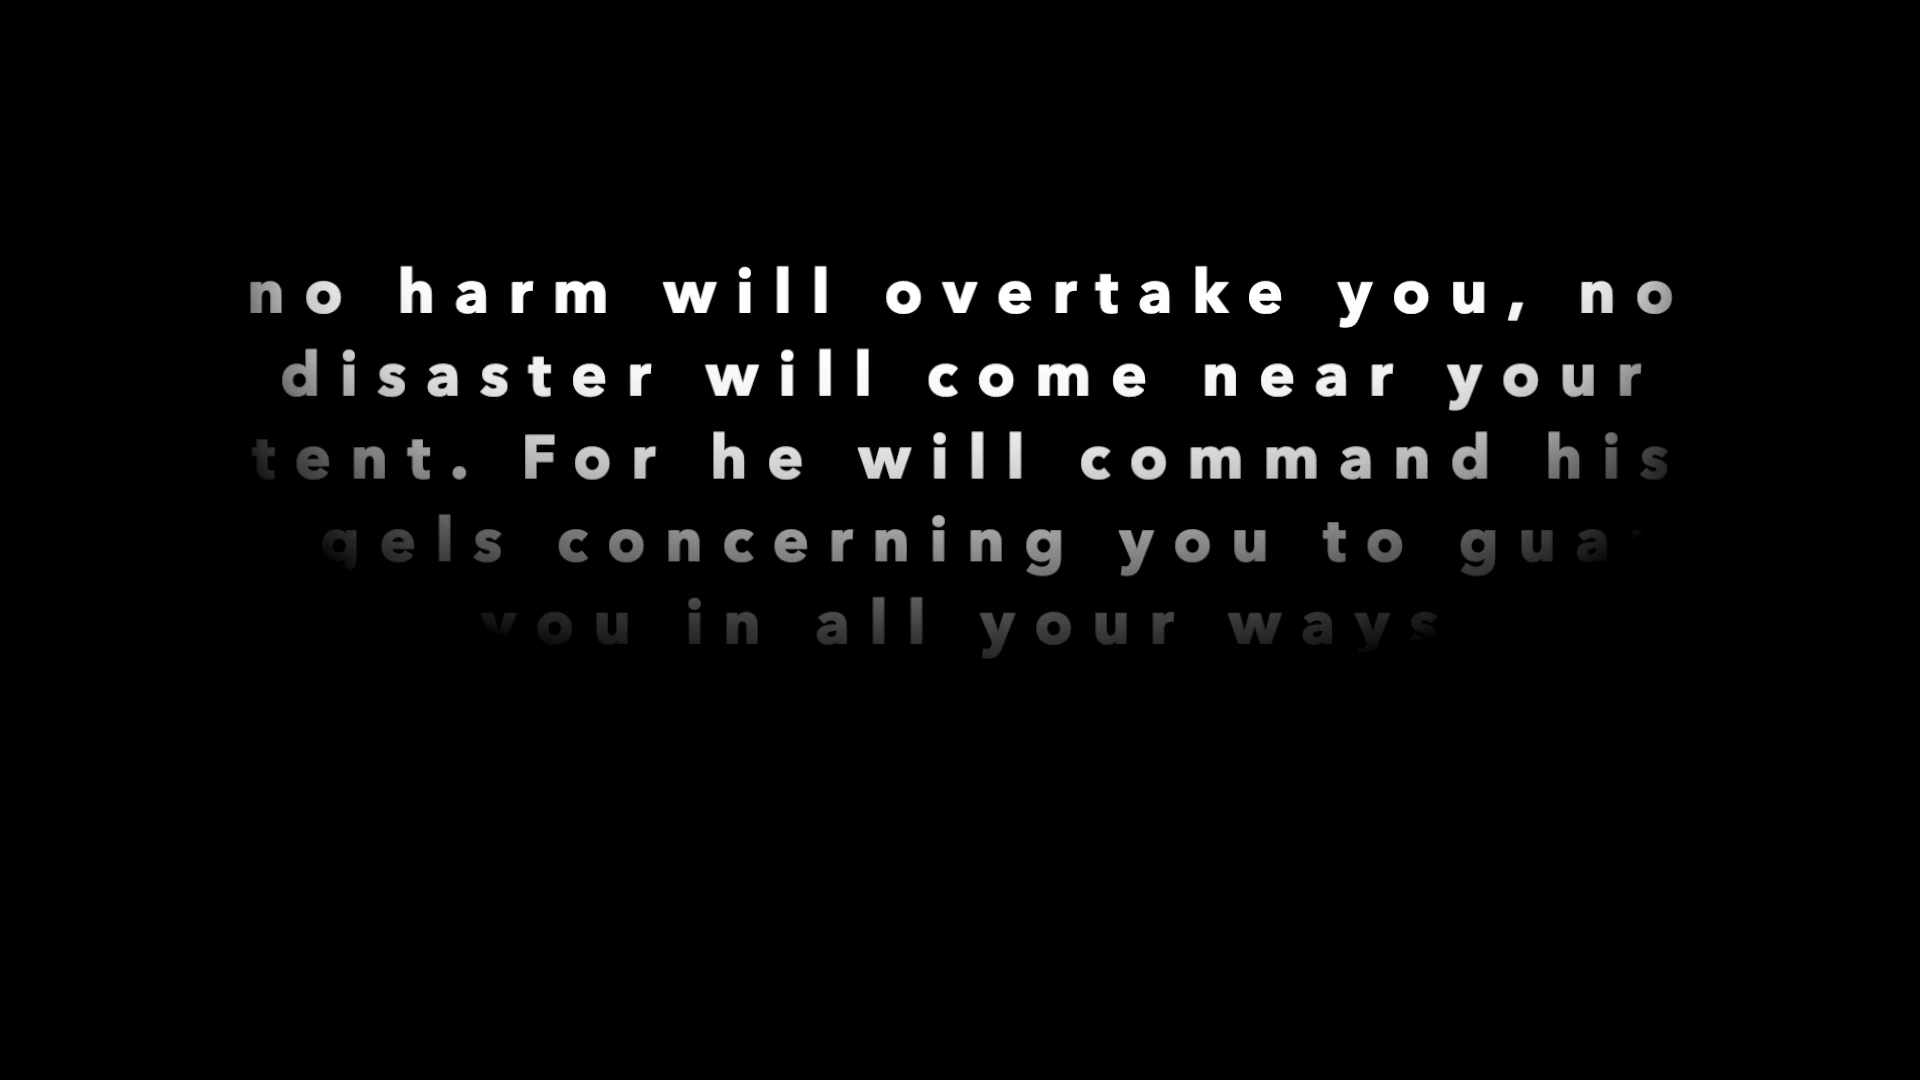 no harm will overtake you, no
disaster will come near your
tent. For he will command his
gels concerning you to gua
you in all your ways